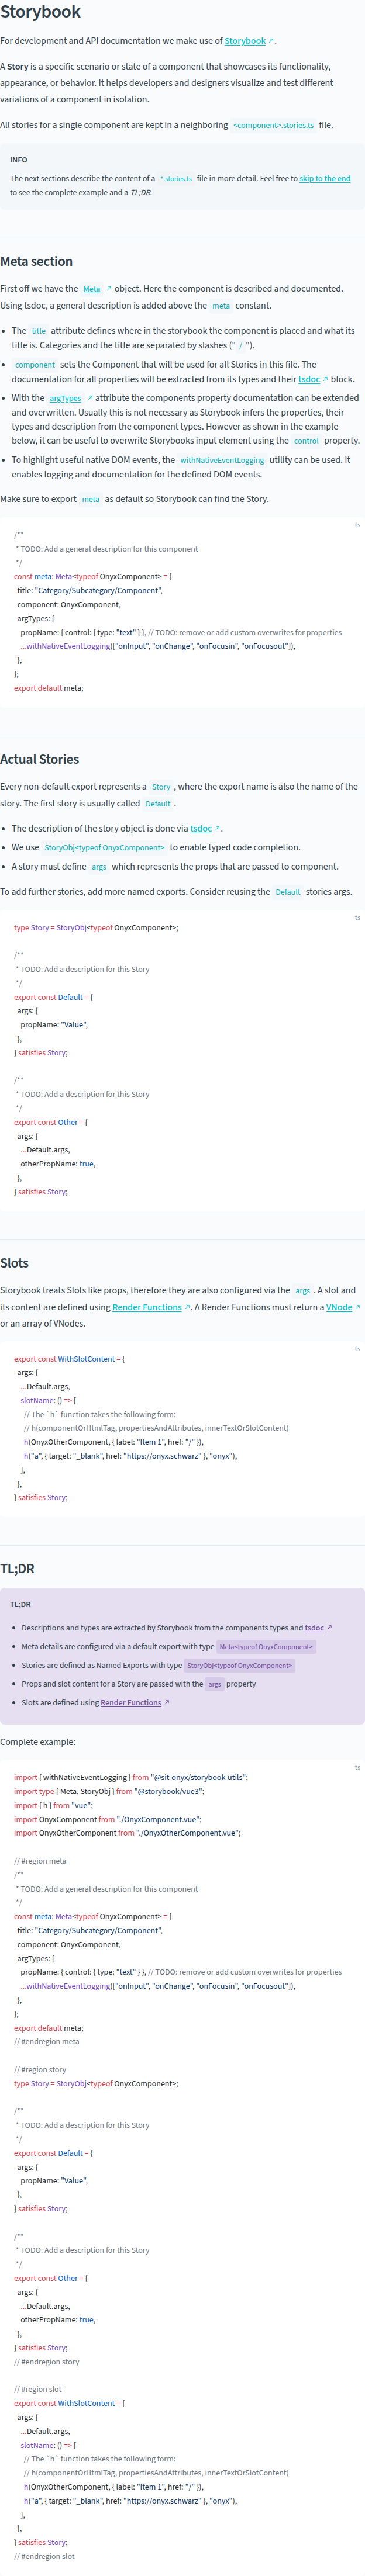 Storybook
For development and API documentation we make use of Storybook ↗.
A Story is a specific scenario or state of a component that showcases its functionality,
appearance, or behavior. It helps developers and designers visualize and test different
variations of a component in isolation.
All stories for a single component are kept in a neighboring <component>.stories.ts file.
INFO
The next sections describe the content of a *.stories.ts file in more detail. Feel free to skip to the end
to see the complete example and a TL;DR.
Meta section
First off we have the Meta ↗ object. Here the component is described and documented.
Using tsdoc, a general description is added above the meta constant.
• The title attribute defines where in the storybook the component is placed and what its
title is. Categories and the title are separated by slashes (" / ").
• component sets the Component that will be used for all Stories in this file. The
documentation for all properties will be extracted from its types and their tsdoc ↗ block.
• With the argTypes ↗ attribute the components property documentation can be extended
and overwritten. Usually this is not necessary as Storybook infers the properties, their
types and description from the component types. However as shown in the example
below, it can be useful to overwrite Storybooks input element using the control property.
• To highlight useful native DOM events, the withNativeEventLogging utility can be used. It
enables logging and documentation for the defined DOM events.
Make sure to export meta as default so Storybook can find the Story.
ts
/**
 * TODO: Add a general description for this component
 */
const meta: Meta<typeof OnyxComponent> = {
  title: "Category/Subcategory/Component",
  component: OnyxComponent,
  argTypes: {
    propName: { control: { type: "text" } }, // TODO: remove or add custom overwrites for properties
    ...withNativeEventLogging(["onInput", "onChange", "onFocusin", "onFocusout"]),
  },
};
export default meta;
Actual Stories
Every non-default export represents a Story, where the export name is also the name of the
story. The first story is usually called Default.
• The description of the story object is done via tsdoc ↗.
• We use StoryObj<typeof OnyxComponent> to enable typed code completion.
• A story must define args which represents the props that are passed to component.
To add further stories, add more named exports. Consider reusing the Default stories args.
ts
type Story = StoryObj<typeof OnyxComponent>;
/**
 * TODO: Add a description for this Story
 */
export const Default = {
  args: {
    propName: "Value",
  },
} satisfies Story;
/**
 * TODO: Add a description for this Story
 */
export const Other = {
  args: {
    ...Default.args,
    otherPropName: true,
  },
} satisfies Story;
Slots
Storybook treats Slots like props, therefore they are also configured via the args. A slot and
its content are defined using Render Functions ↗. A Render Functions must return a VNode ↗
or an array of VNodes.
ts
export const WithSlotContent = {
  args: {
    ...Default.args,
    slotName: () => [
      // The `h` function takes the following form:
      // h(componentOrHtmlTag, propertiesAndAttributes, innerTextOrSlotContent)
      h(OnyxOtherComponent, { label: "Item 1", href: "/" }),
      h("a", { target: "_blank", href: "https://onyx.schwarz" }, "onyx"),
    ],
  },
} satisfies Story;
TL;DR
TL;DR
• Descriptions and types are extracted by Storybook from the components types and tsdoc ↗
• Meta details are configured via a default export with type Meta<typeof OnyxComponent>
• Stories are defined as Named Exports with type StoryObj<typeof OnyxComponent>
• Props and slot content for a Story are passed with the args property
• Slots are defined using Render Functions ↗
Complete example:
ts
import { withNativeEventLogging } from "@sit-onyx/storybook-utils";
import type { Meta, StoryObj } from "@storybook/vue3";
import { h } from "vue";
import OnyxComponent from "./OnyxComponent.vue";
import OnyxOtherComponent from "./OnyxOtherComponent.vue";
// #region meta
/**
 * TODO: Add a general description for this component
 */
const meta: Meta<typeof OnyxComponent> = {
  title: "Category/Subcategory/Component",
  component: OnyxComponent,
  argTypes: {
    propName: { control: { type: "text" } }, // TODO: remove or add custom overwrites for properties
    ...withNativeEventLogging(["onInput", "onChange", "onFocusin", "onFocusout"]),
  },
};
export default meta;
// #endregion meta
// #region story
type Story = StoryObj<typeof OnyxComponent>;
/**
 * TODO: Add a description for this Story
 */
export const Default = {
  args: {
    propName: "Value",
  },
} satisfies Story;
/**
 * TODO: Add a description for this Story
 */
export const Other = {
  args: {
    ...Default.args,
    otherPropName: true,
  },
} satisfies Story;
// #endregion story
// #region slot
export const WithSlotContent = {
  args: {
    ...Default.args,
    slotName: () => [
      // The `h` function takes the following form:
      // h(componentOrHtmlTag, propertiesAndAttributes, innerTextOrSlotContent)
      h(OnyxOtherComponent, { label: "Item 1", href: "/" }),
      h("a", { target: "_blank", href: "https://onyx.schwarz" }, "onyx"),
    ],
  },
} satisfies Story;
// #endregion slot